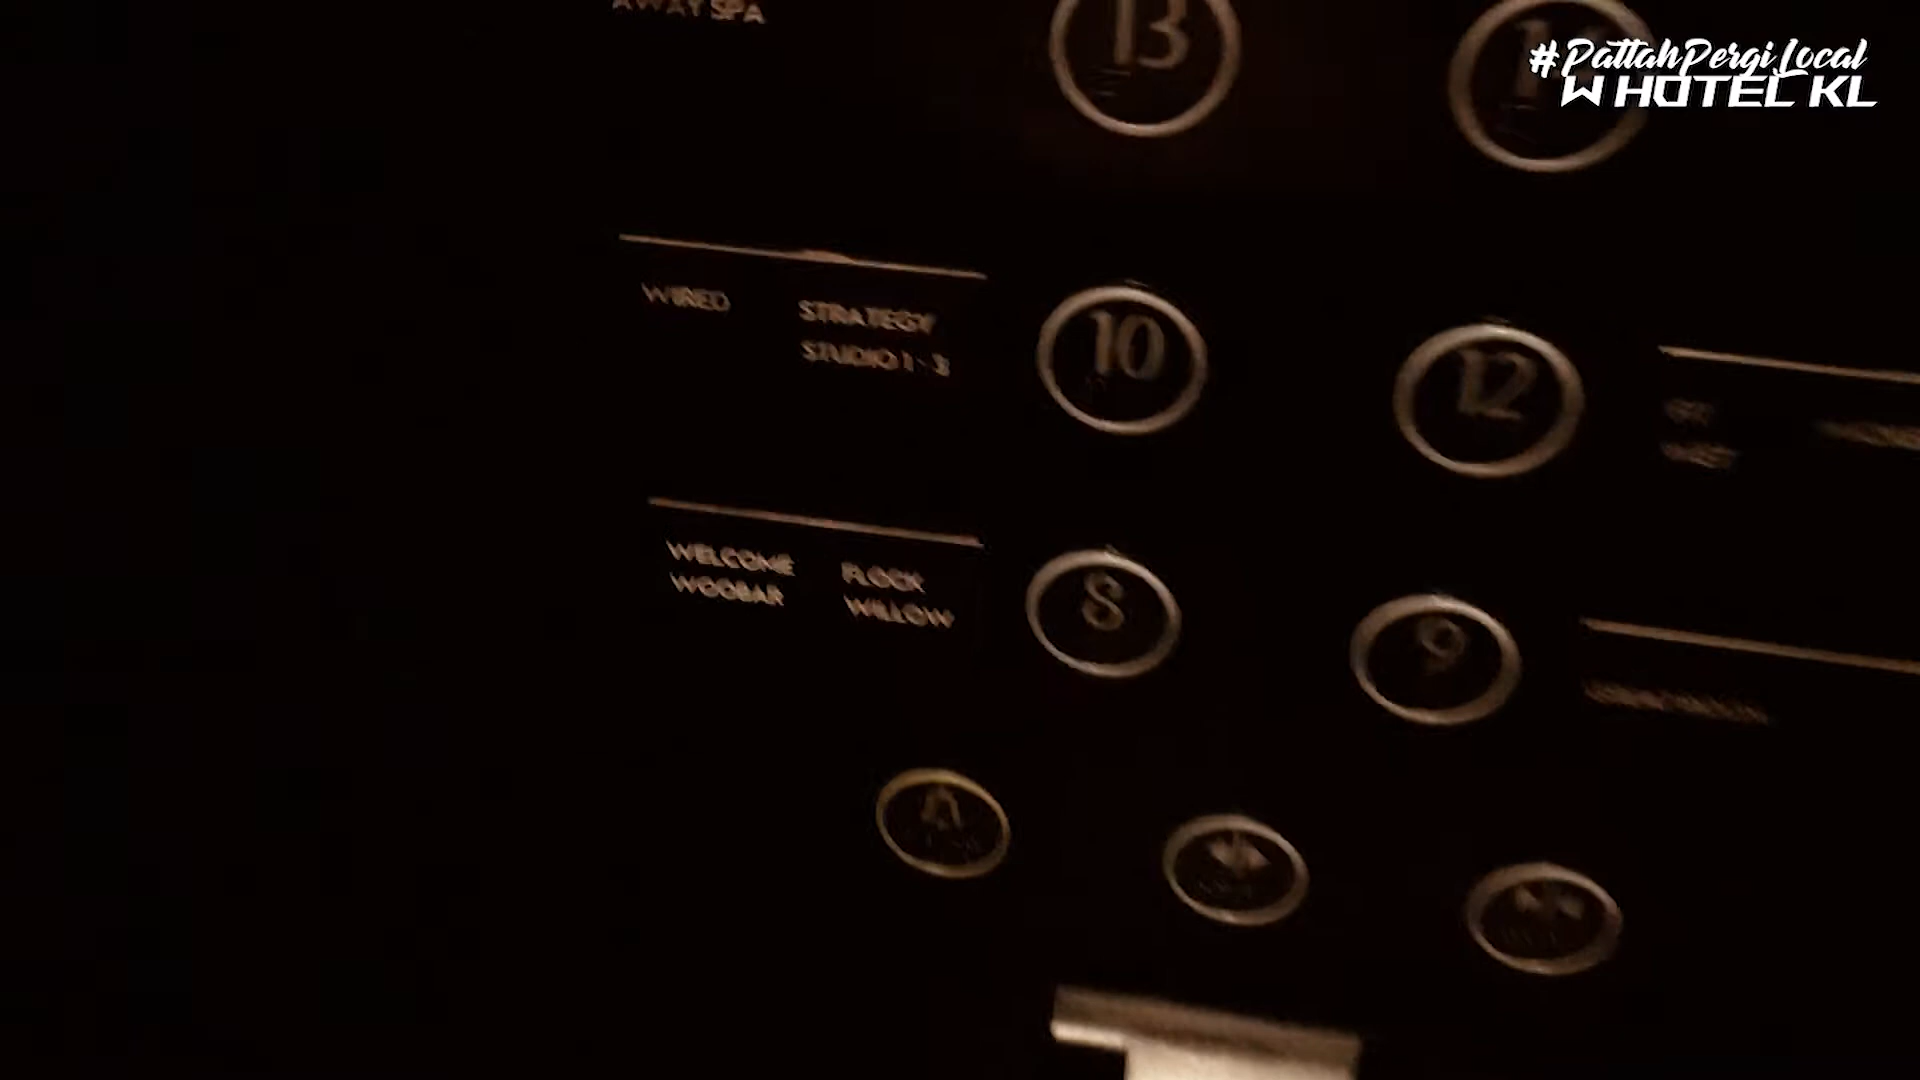 AWAY SPA
13
#PattahPergiLocal
W HOTEL KL
WIRED
STRATEGY
STUDIO 1 - 3
10
12
WELCOME
WOOBAR
FLOCK
WILLOW
8
9